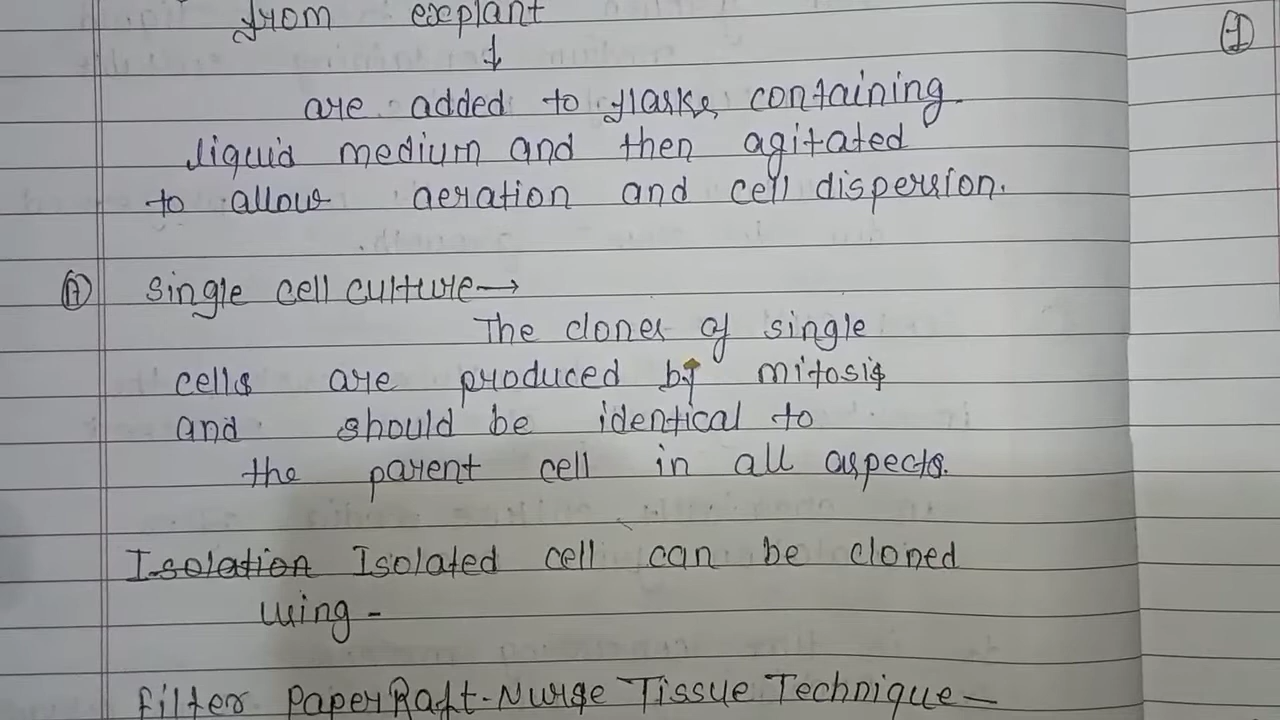 from explant
↓
are added to flasks containing
liquid medium and then agitated
to allow aeration and cell dispersion.
(A) Single cell culture→
The clones of single
cells are produced by mitosis
and should be identical to
the parent cell in all aspects.
Isolation Isolated cell can be cloned
using -
Filter Paper Raft-Nurse Tissue Technique-